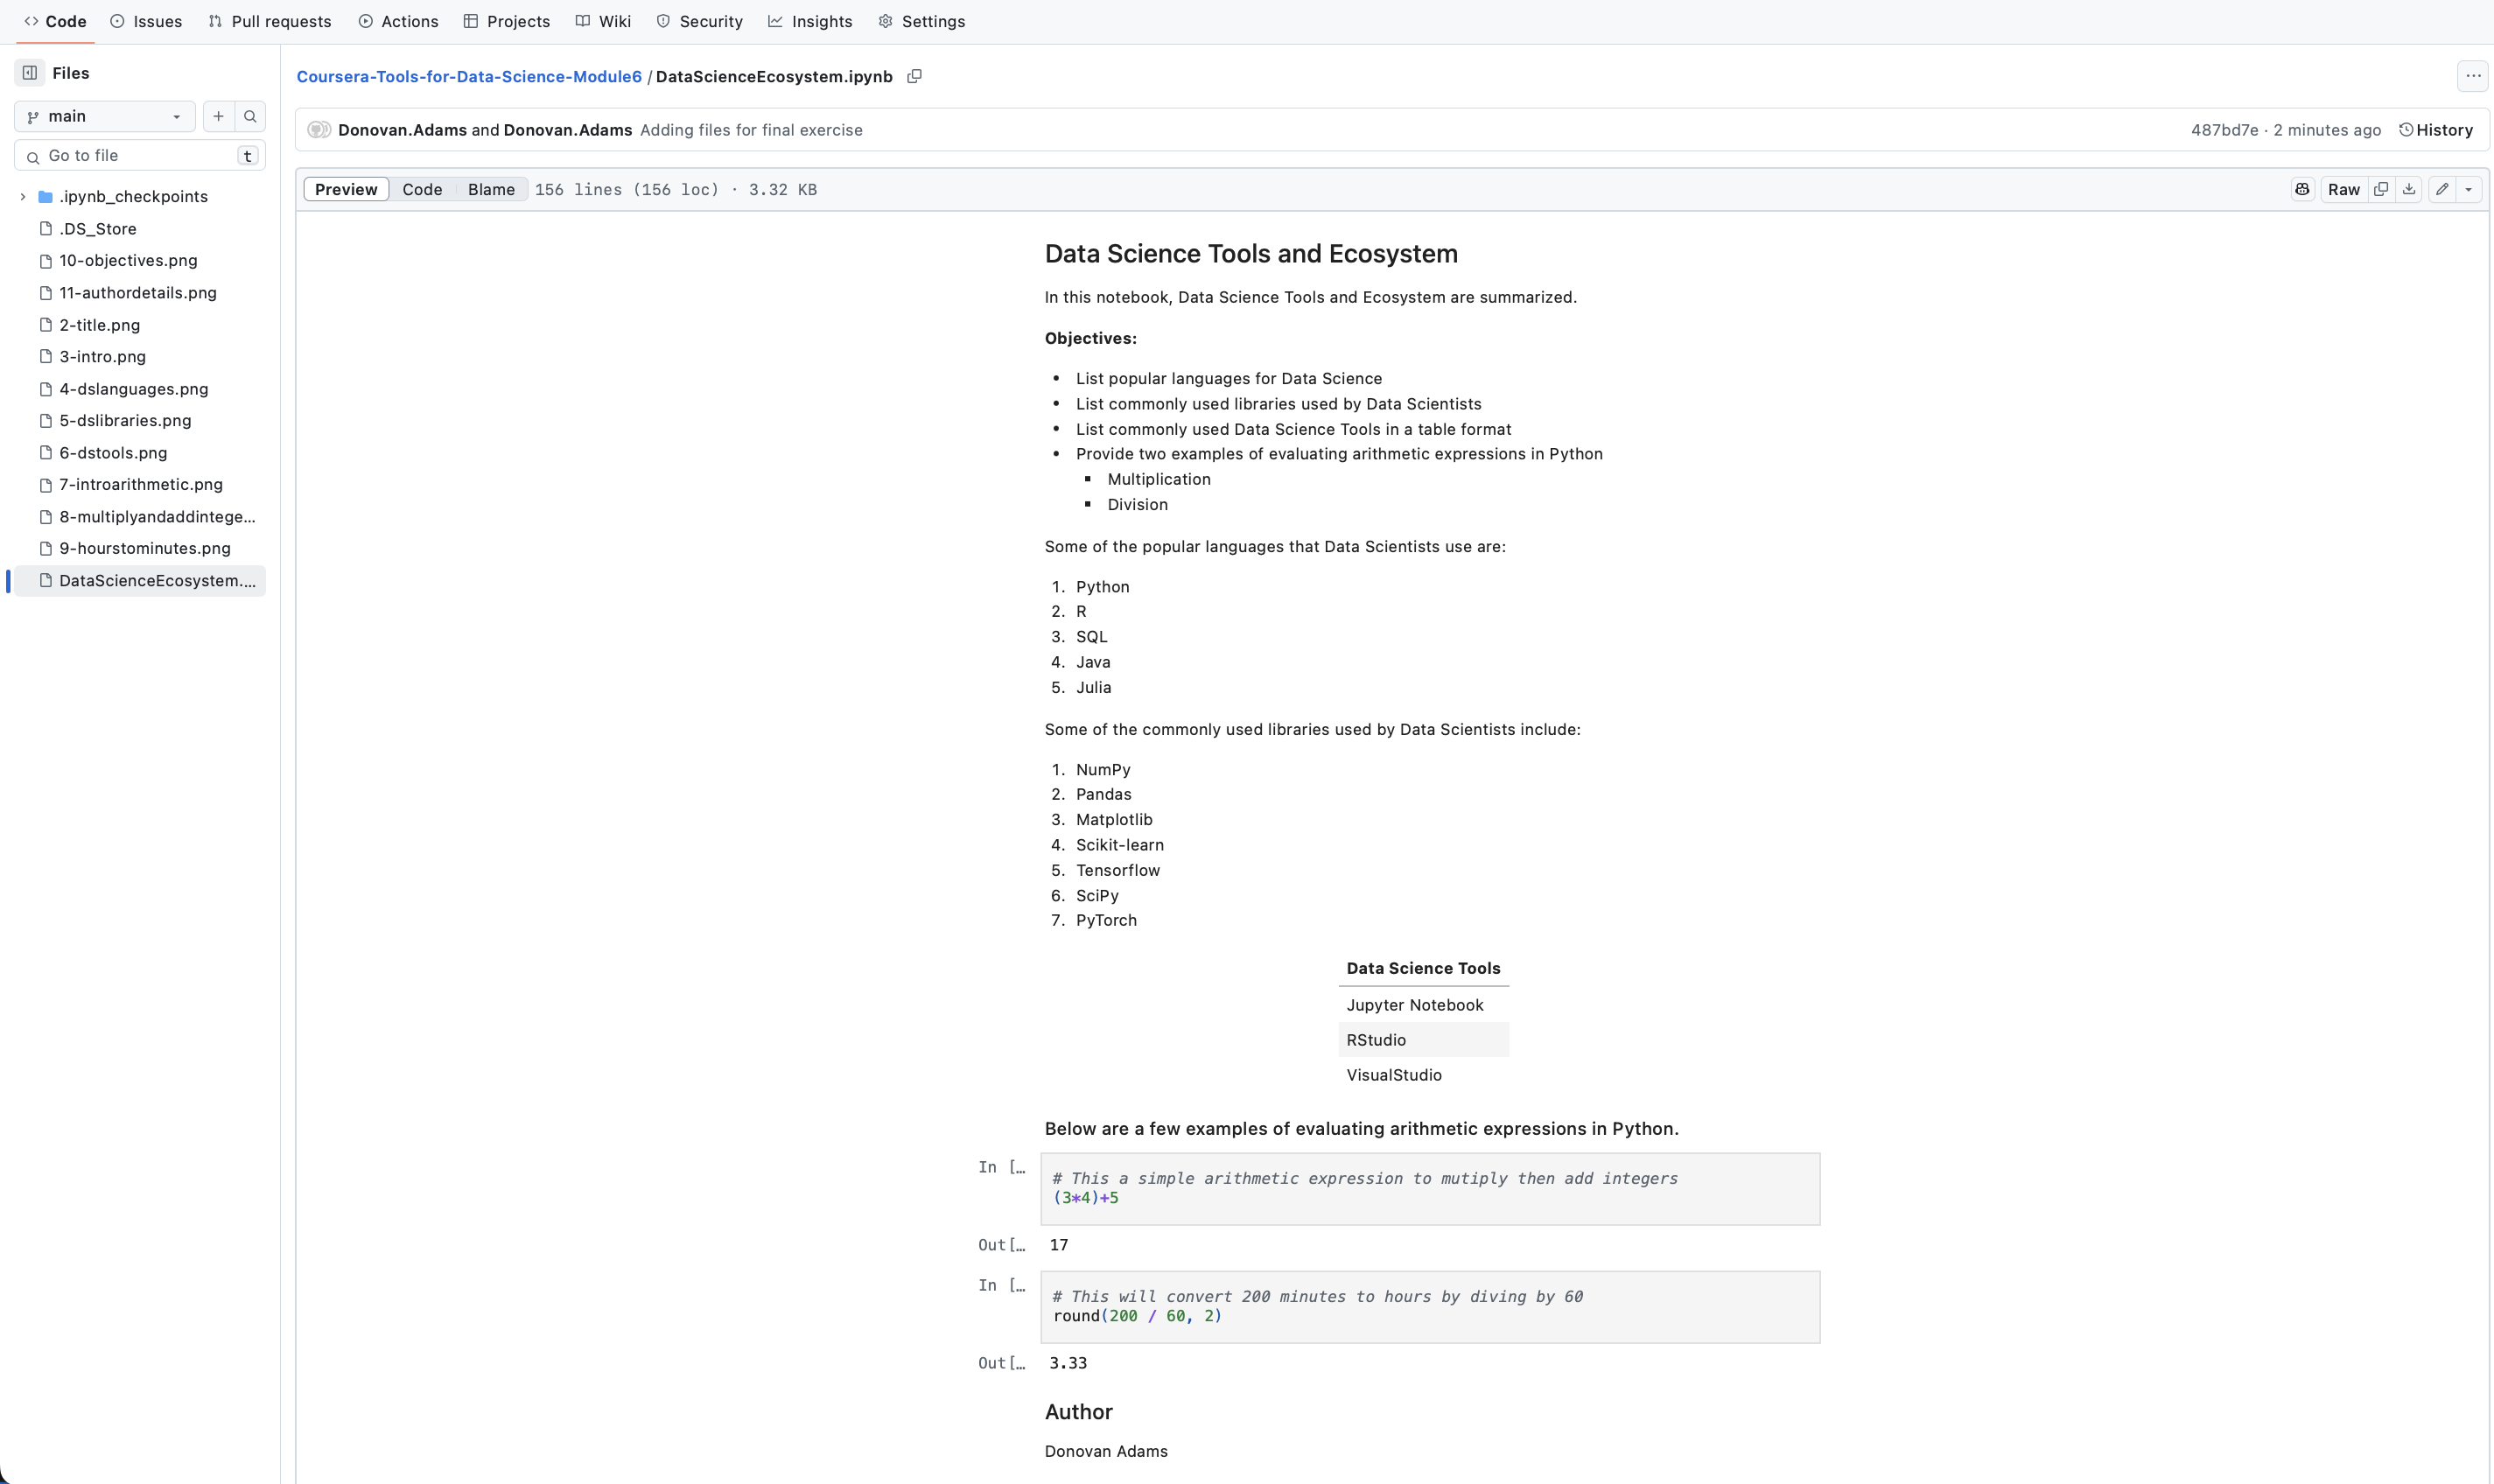 Code Issues Pull requests Actions Projects Wiki Security Insights Settings
Files
main
Go to file t
.ipynb_checkpoints
.DS_Store
10-objectives.png
11-authordetails.png
2-title.png
3-intro.png
4-dslanguages.png
5-dslibraries.png
6-dstools.png
7-introarithmetic.png
8-multiplyandaddintege...
9-hourstominutes.png
DataScienceEcosystem....
Coursera-Tools-for-Data-Science-Module6 / DataScienceEcosystem.ipynb
Donovan.Adams and Donovan.Adams Adding files for final exercise 487bd7e · 2 minutes ago History
Preview Code Blame 156 lines (156 loc) · 3.32 KB Raw
Data Science Tools and Ecosystem
In this notebook, Data Science Tools and Ecosystem are summarized.
Objectives:
• List popular languages for Data Science
• List commonly used libraries used by Data Scientists
• List commonly used Data Science Tools in a table format
• Provide two examples of evaluating arithmetic expressions in Python
▪ Multiplication
▪ Division
Some of the popular languages that Data Scientists use are:
1. Python
2. R
3. SQL
4. Java
5. Julia
Some of the commonly used libraries used by Data Scientists include:
1. NumPy
2. Pandas
3. Matplotlib
4. Scikit-learn
5. Tensorflow
6. SciPy
7. PyTorch
Data Science Tools
Jupyter Notebook
RStudio
VisualStudio
Below are a few examples of evaluating arithmetic expressions in Python.
In […
# This a simple arithmetic expression to mutiply then add integers
(3*4)+5
Out[… 17
In […
# This will convert 200 minutes to hours by diving by 60
round(200 / 60, 2)
Out[… 3.33
Author
Donovan Adams